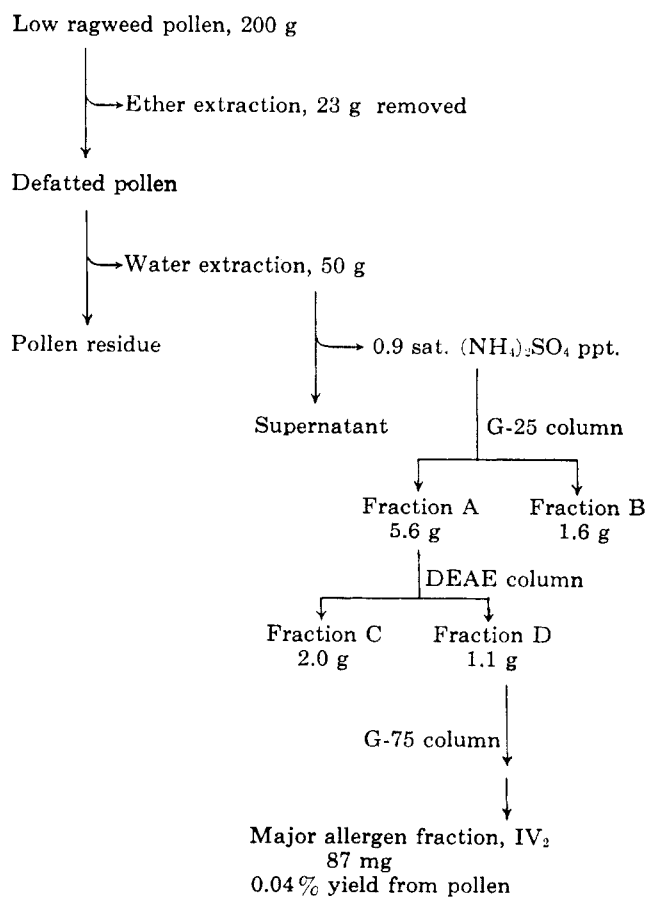 Low ragweed pollen, 200 g
Ether extraction, 23 g removed
Defatted pollen
Water extraction, 50 g
Pollen residue
0.9 sat. (NH₄)₂SO₄ ppt.
Supernatant
G-25 column
Fraction A
5.6 g
Fraction B
1.6 g
DEAE column
Fraction C
2.0 g
Fraction D
1.1 g
G-75 column
Major allergen fraction, IV₂
87 mg
0.04% yield from pollen